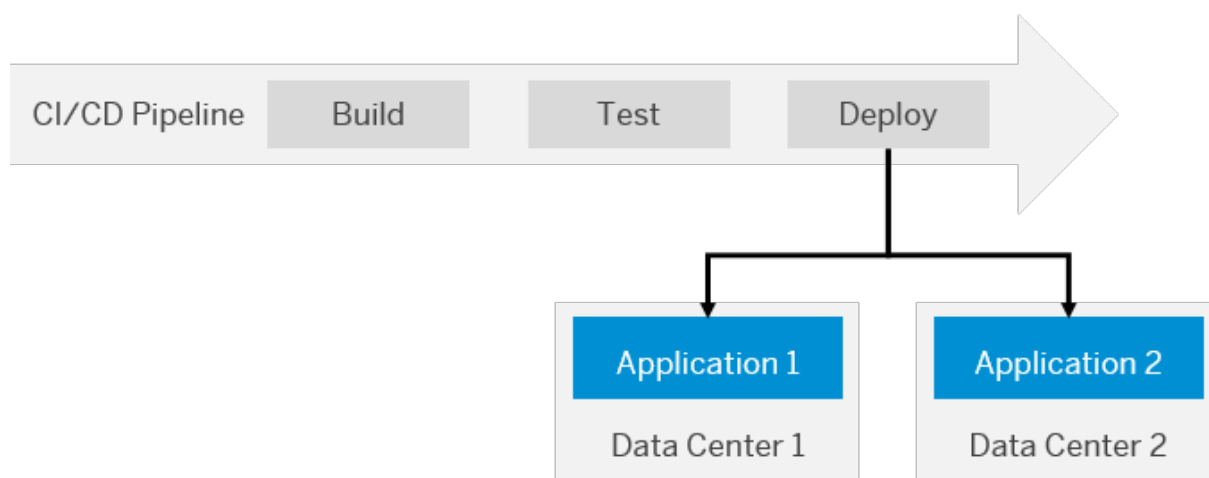 CI/CD Pipeline Build Test Deploy
Application 1 Application 2
Data Center 1 Data Center 2